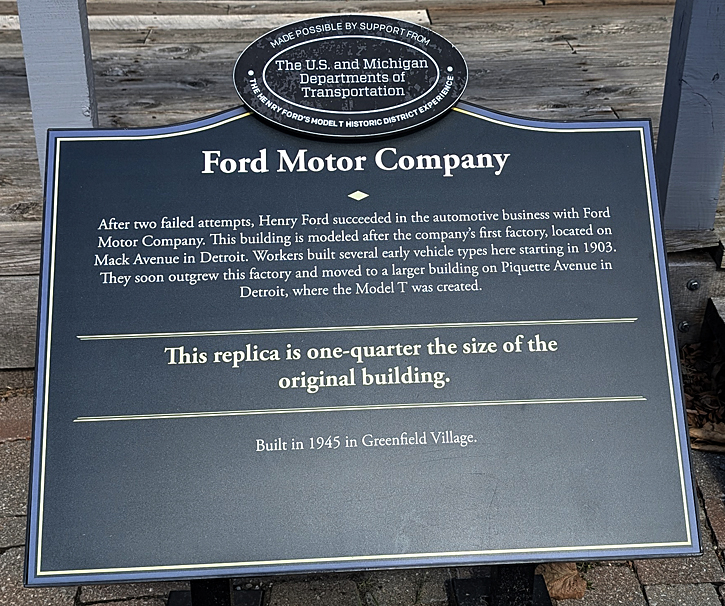 MADE POSSIBLE BY SUPPORT FROM
The U.S. and Michigan
Departments of
Transportation
• THE HENRY FORD'S MODEL T HISTORIC DISTRICT EXPERIENCE •
Ford Motor Company
After two failed attempts, Henry Ford succeeded in the automotive business with Ford
Motor Company. This building is modeled after the company's first factory, located on
Mack Avenue in Detroit. Workers built several early vehicle types here starting in 1903.
They soon outgrew this factory and moved to a larger building on Piquette Avenue in
Detroit, where the Model T was created.
This replica is one-quarter the size of the
original building.
Built in 1945 in Greenfield Village.